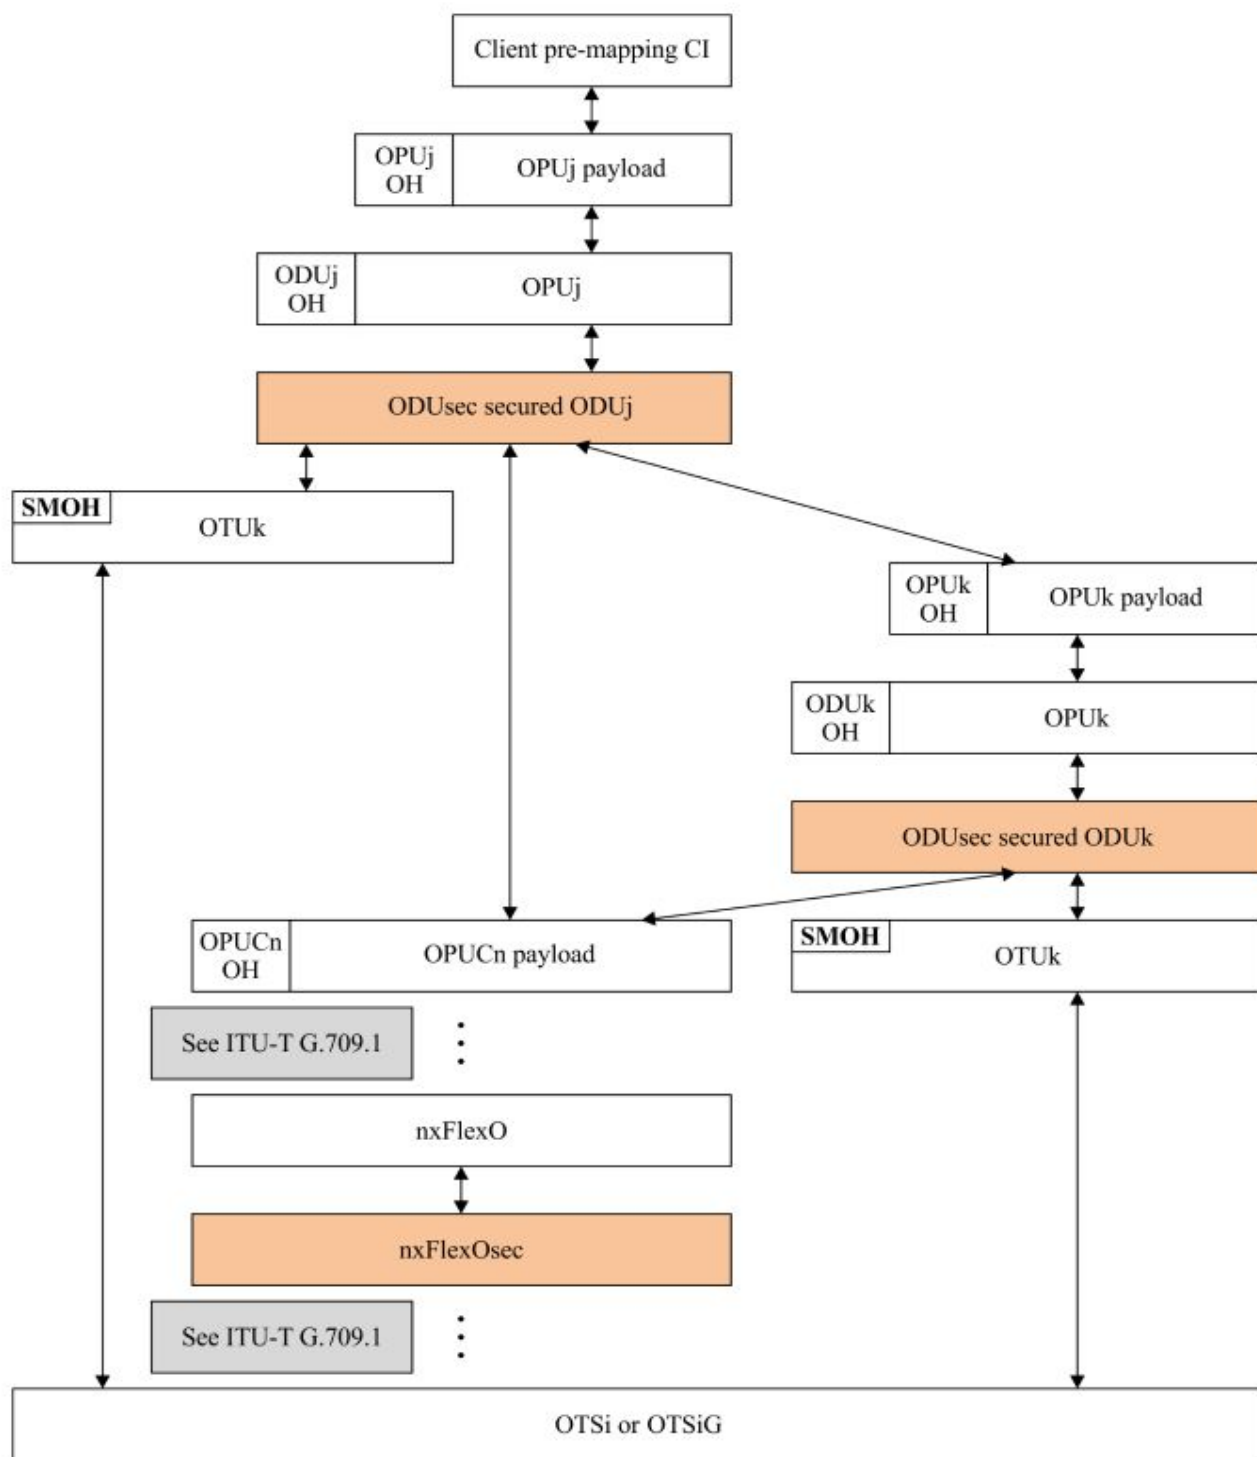 Client pre-mapping CI
OPUj
OH
OPUj payload
ODUj
OH
OPUj
ODUsec secured ODUj
SMOH
OTUk
OPUk
OH
OPUk payload
ODUk
OH
OPUk
ODUsec secured ODUk
OPUCn
OH
OPUCn payload
SMOH
OTUk
See ITU-T G.709.1
nxFlexO
nxFlexOsec
See ITU-T G.709.1
OTSi or OTSiG